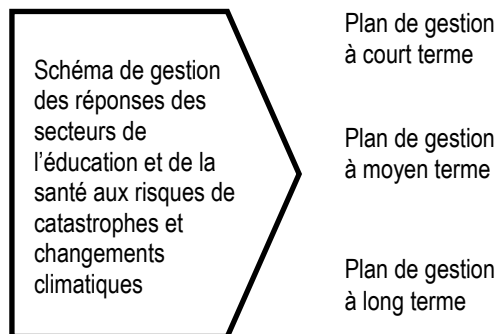 Schéma de gestion
des réponses des
secteurs de
l’éducation et de la
santé aux risques de
catastrophes et
changements
climatiques
Plan de gestion
à court terme
Plan de gestion
à moyen terme
Plan de gestion
à long terme